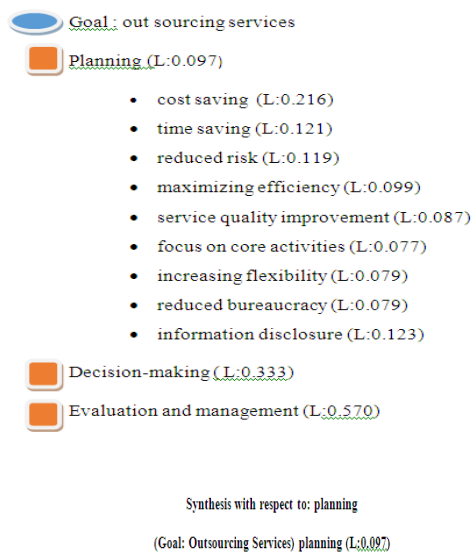 Goal : out sourcing services
Planning (L:0.097)
• cost saving (L:0.216)
• time saving (L:0.121)
• reduced risk (L:0.119)
• maximizing efficiency (L:0.099)
• service quality improvement (L:0.087)
• focus on core activities (L:0.077)
• increasing flexibility (L:0.079)
• reduced bureaucracy (L:0.079)
• information disclosure (L:0.123)
Decision-making ( L:0.333)
Evaluation and management (L:0.570)
Synthesis with respect to: planning
(Goal: Outsourcing Services) planning (L:0.097)